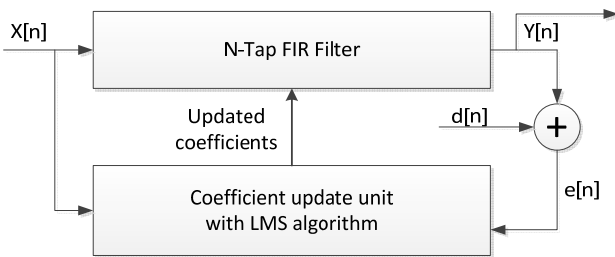 X[n]
N-Tap FIR Filter
Y[n]
Updated
coefficients
d[n]
+
Coefficient update unit
with LMS algorithm
e[n]